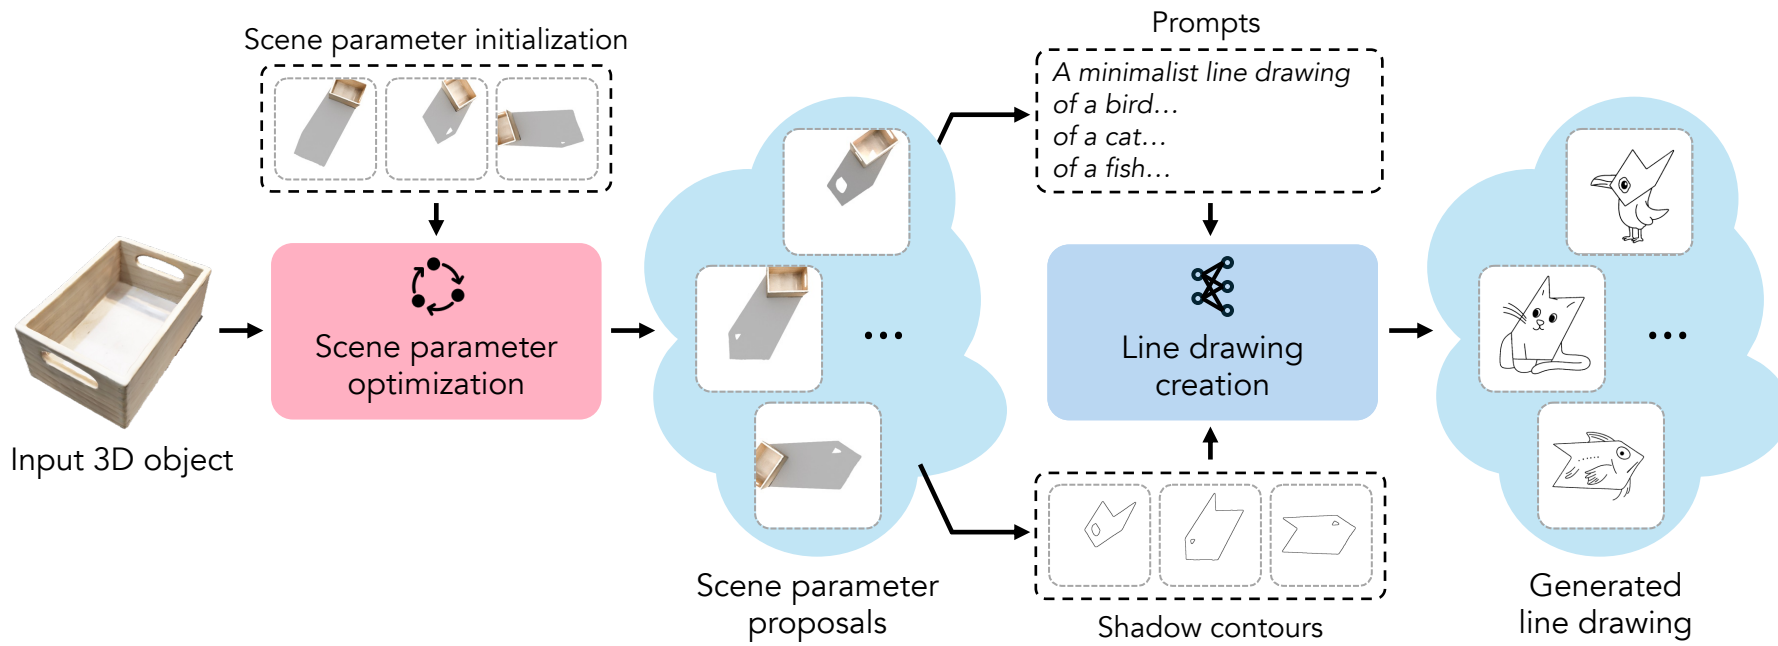 Scene parameter initialization
Prompts
A minimalist line drawing
of a bird...
of a cat...
of a fish...
Input 3D object
Scene parameter
optimization
...
Scene parameter
proposals
Line drawing
creation
Shadow contours
...
Generated
line drawing